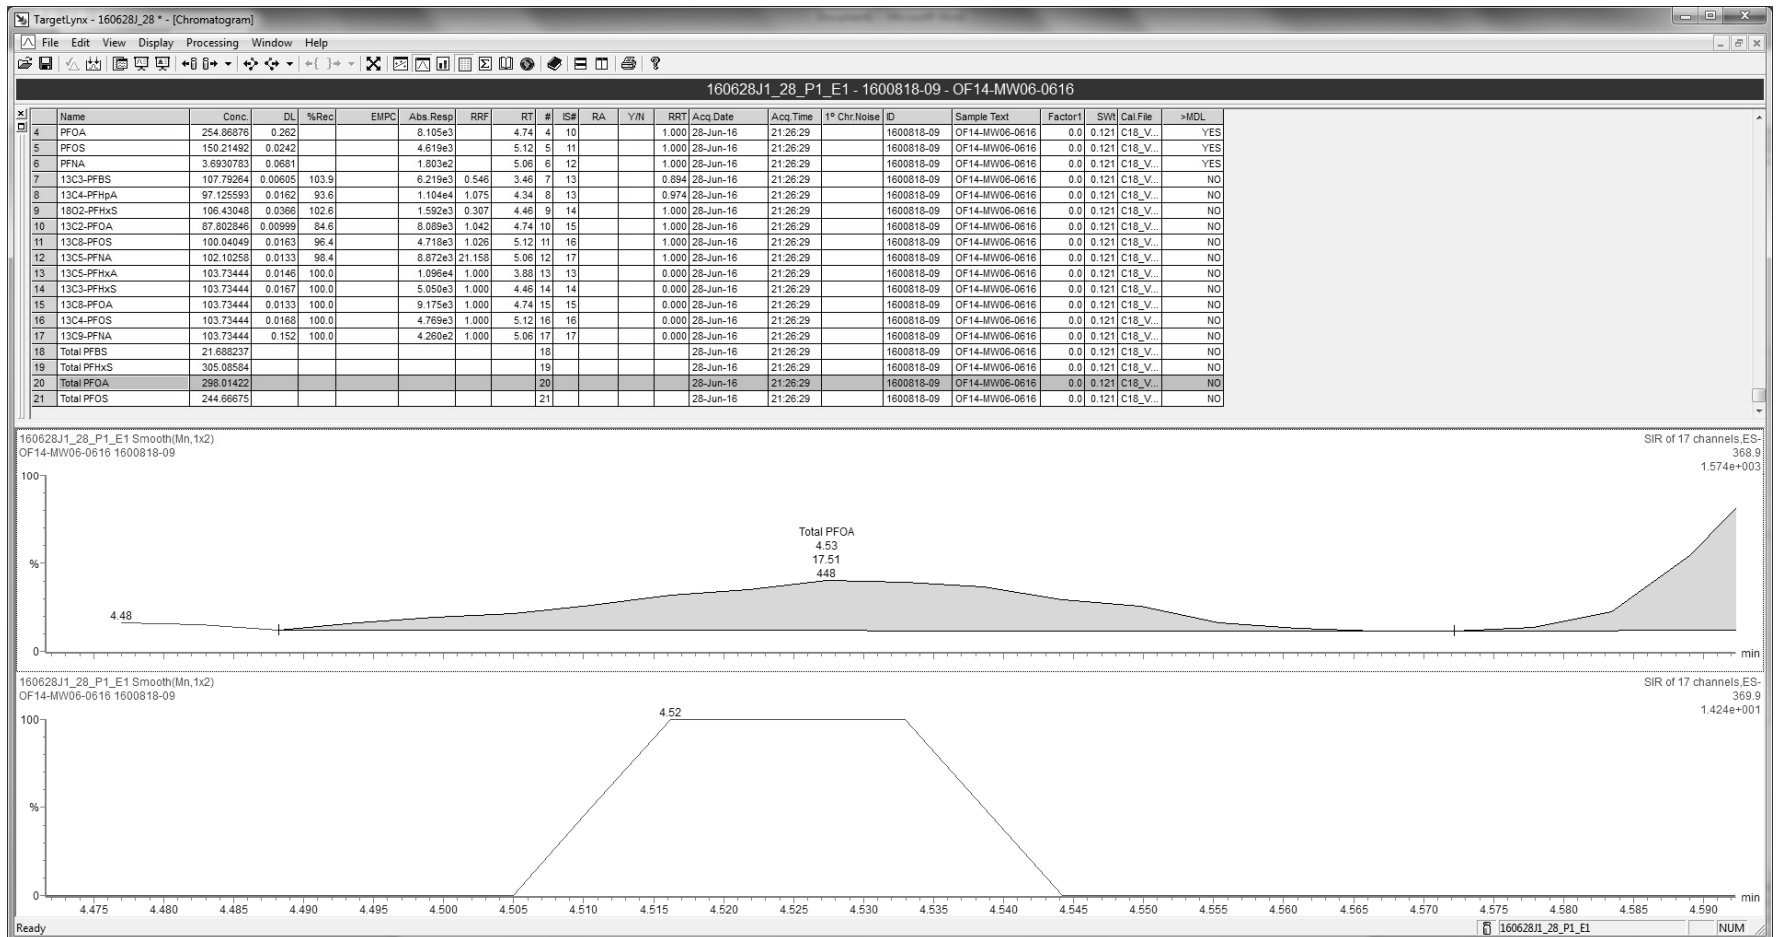 TargetLynx - 160628J_28 * - [Chromatogram]
File Edit View Display Processing Window Help
160628J1_28_P1_E1 - 1600818-09 - OF14-MW06-0616
Name Conc. DL %Rec EMPC Abs.Resp RRF RT # IS# RA Y/N RRT Acq.Date Acq.Time 1º Chr.Noise ID Sample Text Factor1 SWt Cal.File >MDL
4 PFOA 254.86876 0.262 8.105e3 4.74 4 10 1.000 28-Jun-16 21:26:29 1600818-09 OF14-MW06-0616 0.0 0.121 C18_V... YES
5 PFOS 150.21492 0.0242 4.619e3 5.12 5 11 1.000 28-Jun-16 21:26:29 1600818-09 OF14-MW06-0616 0.0 0.121 C18_V... YES
6 PFNA 3.6930783 0.0681 1.803e2 5.06 6 12 1.000 28-Jun-16 21:26:29 1600818-09 OF14-MW06-0616 0.0 0.121 C18_V... YES
7 13C3-PFBS 107.79264 0.00605 103.9 6.219e3 0.546 3.46 7 13 0.894 28-Jun-16 21:26:29 1600818-09 OF14-MW06-0616 0.0 0.121 C18_V... NO
8 13C4-PFHpA 97.125593 0.0162 93.6 1.104e4 1.075 4.34 8 13 0.974 28-Jun-16 21:26:29 1600818-09 OF14-MW06-0616 0.0 0.121 C18_V... NO
9 18O2-PFHxS 106.43048 0.0366 102.6 1.592e3 0.307 4.46 9 14 1.000 28-Jun-16 21:26:29 1600818-09 OF14-MW06-0616 0.0 0.121 C18_V... NO
10 13C2-PFOA 87.802846 0.00999 84.6 8.089e3 1.042 4.74 10 15 1.000 28-Jun-16 21:26:29 1600818-09 OF14-MW06-0616 0.0 0.121 C18_V... NO
11 13C8-PFOS 100.04049 0.0163 96.4 4.718e3 1.026 5.12 11 16 1.000 28-Jun-16 21:26:29 1600818-09 OF14-MW06-0616 0.0 0.121 C18_V... NO
12 13C5-PFNA 102.10258 0.0133 98.4 8.872e3 21.158 5.06 12 17 1.000 28-Jun-16 21:26:29 1600818-09 OF14-MW06-0616 0.0 0.121 C18_V... NO
13 13C5-PFHxA 103.73444 0.0146 100.0 1.096e4 1.000 3.88 13 13 0.000 28-Jun-16 21:26:29 1600818-09 OF14-MW06-0616 0.0 0.121 C18_V... NO
14 13C3-PFHxS 103.73444 0.0167 100.0 5.050e3 1.000 4.46 14 14 0.000 28-Jun-16 21:26:29 1600818-09 OF14-MW06-0616 0.0 0.121 C18_V... NO
15 13C8-PFOA 103.73444 0.0133 100.0 9.175e3 1.000 4.74 15 15 0.000 28-Jun-16 21:26:29 1600818-09 OF14-MW06-0616 0.0 0.121 C18_V... NO
16 13C4-PFOS 103.73444 0.0168 100.0 4.769e3 1.000 5.12 16 16 0.000 28-Jun-16 21:26:29 1600818-09 OF14-MW06-0616 0.0 0.121 C18_V... NO
17 13C9-PFNA 103.73444 0.152 100.0 4.260e2 1.000 5.06 17 17 0.000 28-Jun-16 21:26:29 1600818-09 OF14-MW06-0616 0.0 0.121 C18_V... NO
18 Total PFBS 21.688237 18 28-Jun-16 21:26:29 1600818-09 OF14-MW06-0616 0.0 0.121 C18_V... NO
19 Total PFHxS 305.08584 19 28-Jun-16 21:26:29 1600818-09 OF14-MW06-0616 0.0 0.121 C18_V... NO
20 Total PFOA 298.01422 20 28-Jun-16 21:26:29 1600818-09 OF14-MW06-0616 0.0 0.121 C18_V... NO
21 Total PFOS 244.66675 21 28-Jun-16 21:26:29 1600818-09 OF14-MW06-0616 0.0 0.121 C18_V... NO
160628J1_28_P1_E1 Smooth(Mn,1x2) SIR of 17 channels,ES-
OF14-MW06-0616 1600818-09 368.9
1.574e+003
100
Total PFOA
4.53
17.51
448
%
4.48
0
min
160628J1_28_P1_E1 Smooth(Mn,1x2) SIR of 17 channels,ES-
OF14-MW06-0616 1600818-09 369.9
1.424e+001
4.52
100
%
0
min
4.475 4.480 4.485 4.490 4.495 4.500 4.505 4.510 4.515 4.520 4.525 4.530 4.535 4.540 4.545 4.550 4.555 4.560 4.565 4.570 4.575 4.580 4.585 4.590
Ready 160628J1_28_P1_E1 NUM